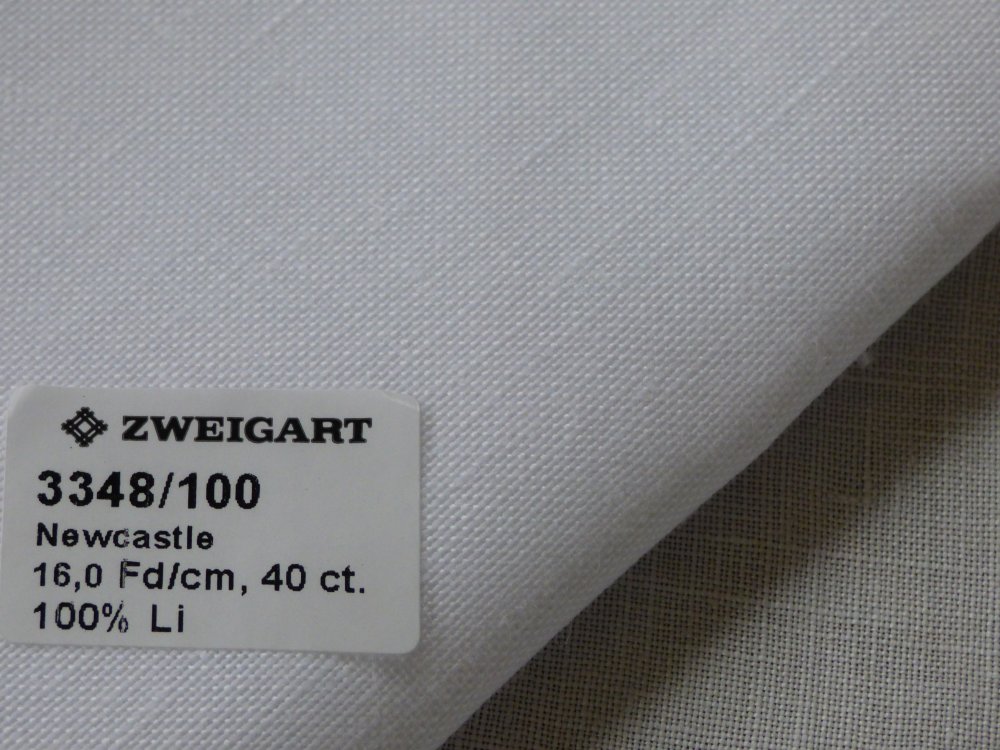 ZWEIGART
3348/100
Newcastle
16,0 Fd/cm, 40 ct.
100% Li